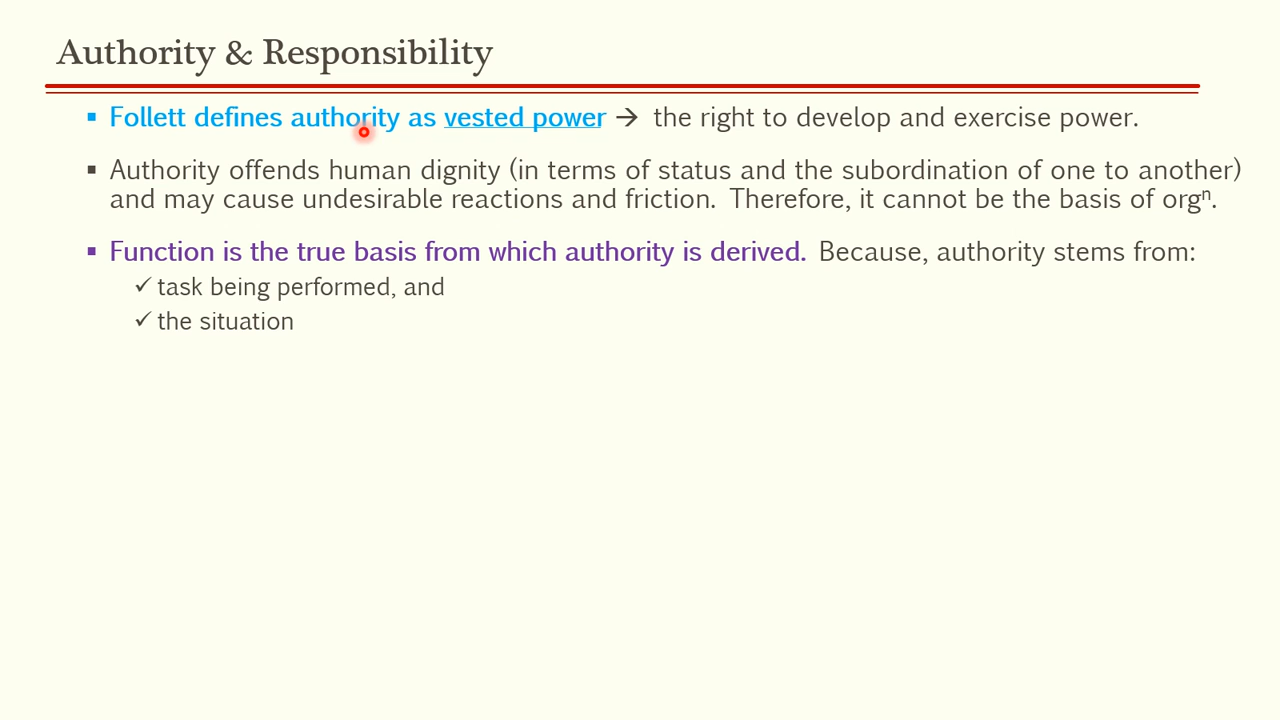 Authority & Responsibility
▪ Follett defines authority as vested power → the right to develop and exercise power.
▪ Authority offends human dignity (in terms of status and the subordination of one to another)
and may cause undesirable reactions and friction. Therefore, it cannot be the basis of orgⁿ.
▪ Function is the true basis from which authority is derived. Because, authority stems from:
✓ task being performed, and
✓ the situation